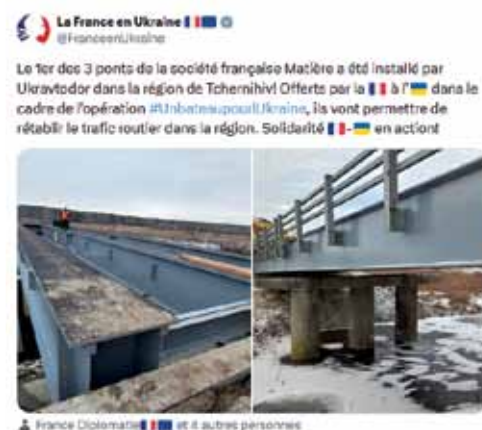 La France en Ukraine 🇫🇷🇪🇺
@FranceenUkraine
Le 1er des 3 ponts de la société française Matière a été installé par
Ukravtodor dans la région de Tchernihiv! Offerts par la 🇫🇷 à l'🇺🇦 dans le
cadre de l'opération #UnbateaupourlUkraine, ils vont permettre de
rétablir le trafic routier dans la région. Solidarité 🇫🇷-🇺🇦 en action!
France Diplomatie🇫🇷🇪🇺 et 4 autres personnes